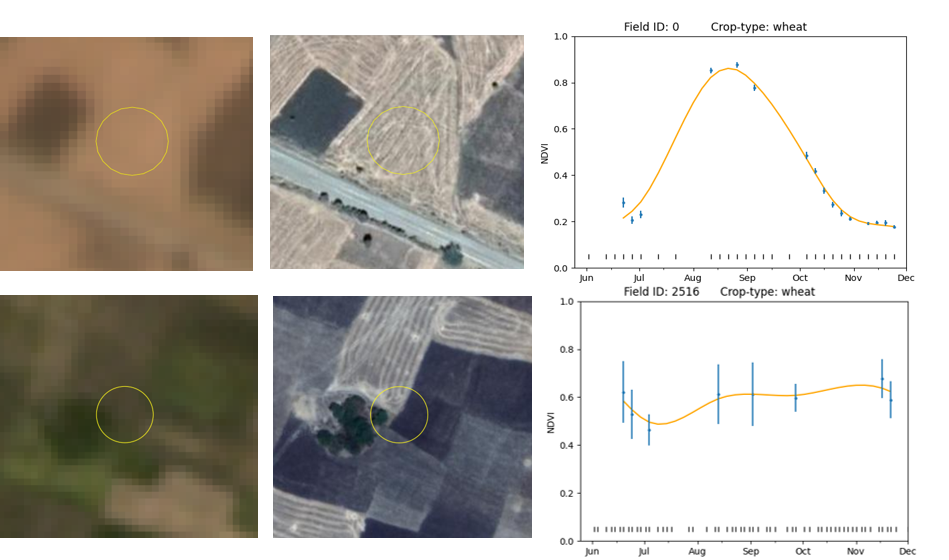 Field ID: 0 Crop-type: wheat
1.0
0.8
0.6
0.4
0.2
0.0
NDVI
Jun Jul Aug Sep Oct Nov Dec
Field ID: 2516 Crop-type: wheat
1.0
0.8
0.6
0.4
0.2
0.0
NDVI
Jun Jul Aug Sep Oct Nov Dec